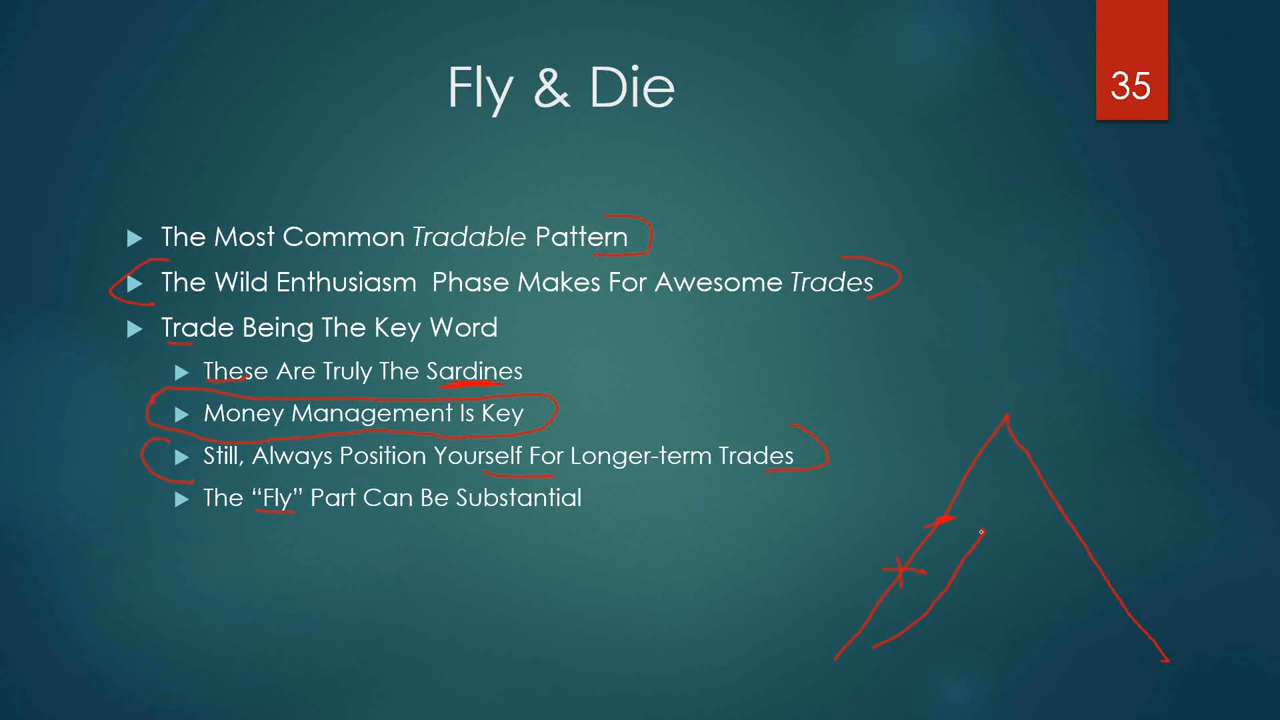 Fly & Die
35
The Most Common Tradable Pattern
The Wild Enthusiasm Phase Makes For Awesome Trades
Trade Being The Key Word
These Are Truly The Sardines
Money Management Is Key
Still, Always Position Yourself For Longer-term Trades
The “Fly” Part Can Be Substantial